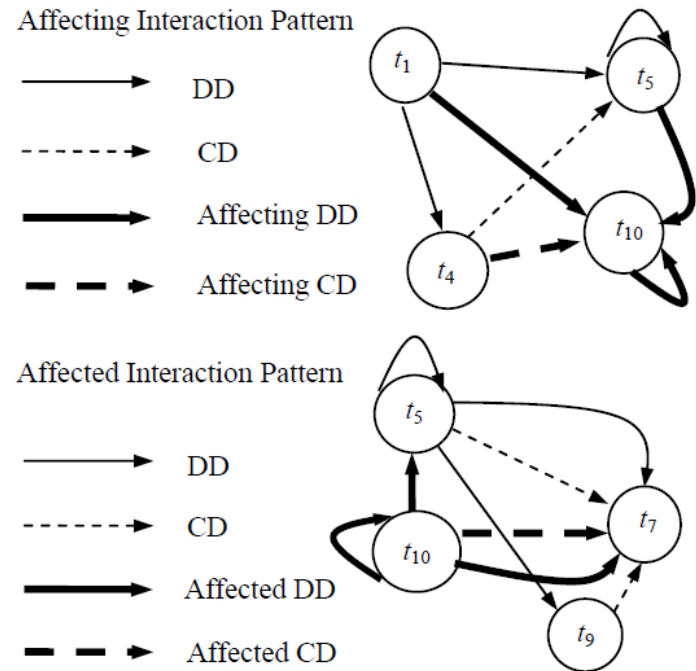 Affecting Interaction Pattern
DD
CD
Affecting DD
Affecting CD
t1
t5
t10
t4
Affected Interaction Pattern
DD
CD
Affected DD
Affected CD
t5
t7
t10
t9